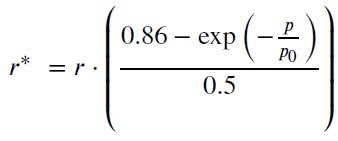 r* = r · ( (0.86 − exp(−p/p₀)) / 0.5 )